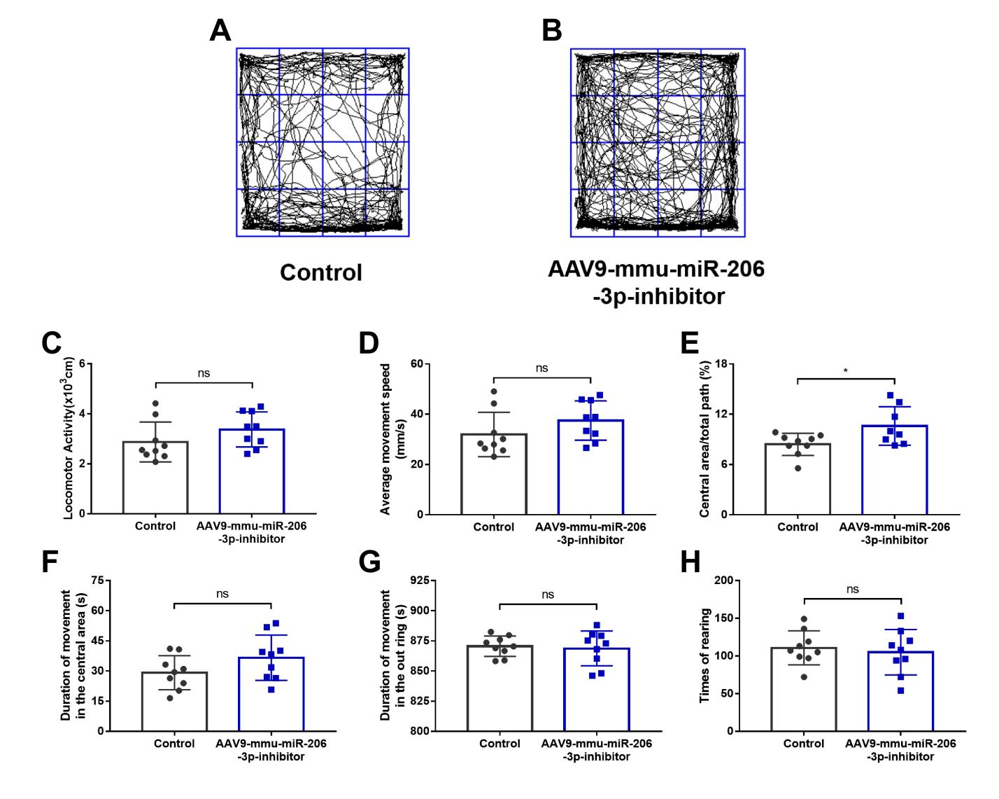 A
B
Control
AAV9-mmu-miR-206
-3p-inhibitor
C
Locomotor Activity(x10³cm)
6
4
2
0
ns
Control
AAV9-mmu-miR-206
-3p-inhibitor
D
Average movement speed
(mm/s)
60
40
20
0
ns
Control
AAV9-mmu-miR-206
-3p-inhibitor
E
Central area/total path (%)
18
12
6
0
*
Control
AAV9-mmu-miR-206
-3p-inhibitor
F
Duration of movement
in the central area (s)
75
60
45
30
15
0
ns
Control
AAV9-mmu-miR-206
-3p-inhibitor
G
Duration of movement
in the out ring (s)
925
900
875
850
825
800
ns
Control
AAV9-mmu-miR-206
-3p-inhibitor
H
Times of rearing
200
150
100
50
0
ns
Control
AAV9-mmu-miR-206
-3p-inhibitor